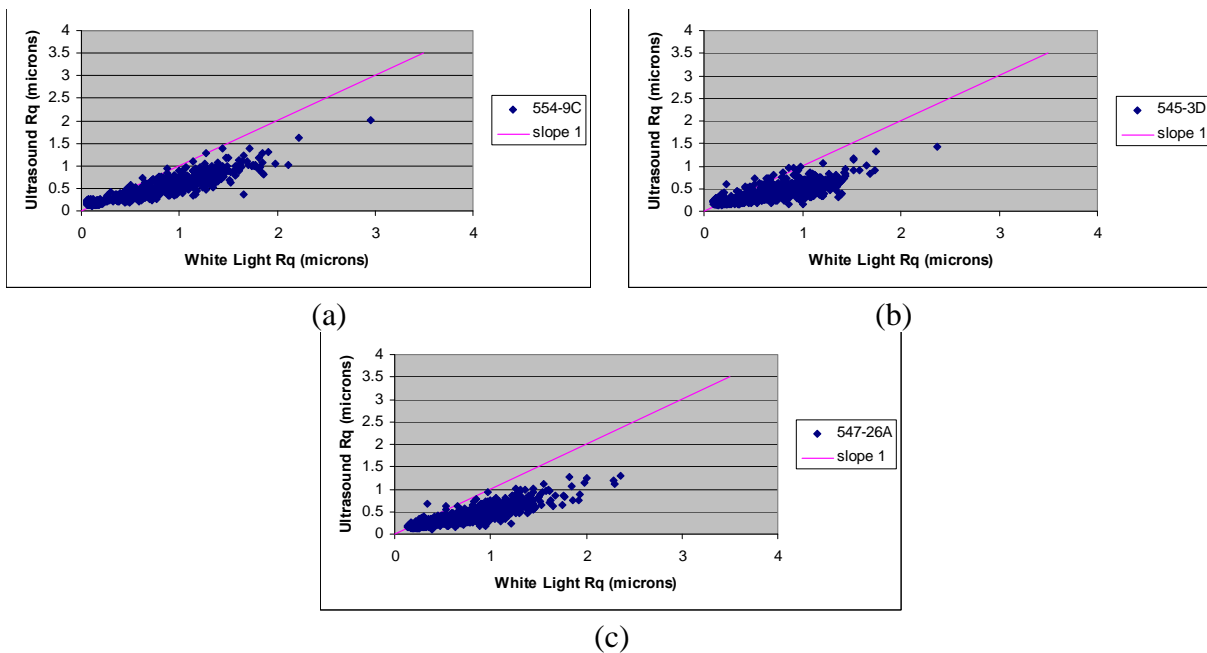 4
3.5
3
2.5
2
1.5
1
0.5
0
Ultrasound Rq (microns)
0 1 2 3 4
White Light Rq (microns)
554-9C
slope 1
(a)
4
3.5
3
2.5
2
1.5
1
0.5
0
Ultrasound Rq (microns)
0 1 2 3 4
White Light Rq (microns)
545-3D
slope 1
(b)
4
3.5
3
2.5
2
1.5
1
0.5
0
Ultrasound Rq (microns)
0 1 2 3 4
White Light Rq (microns)
547-26A
slope 1
(c)